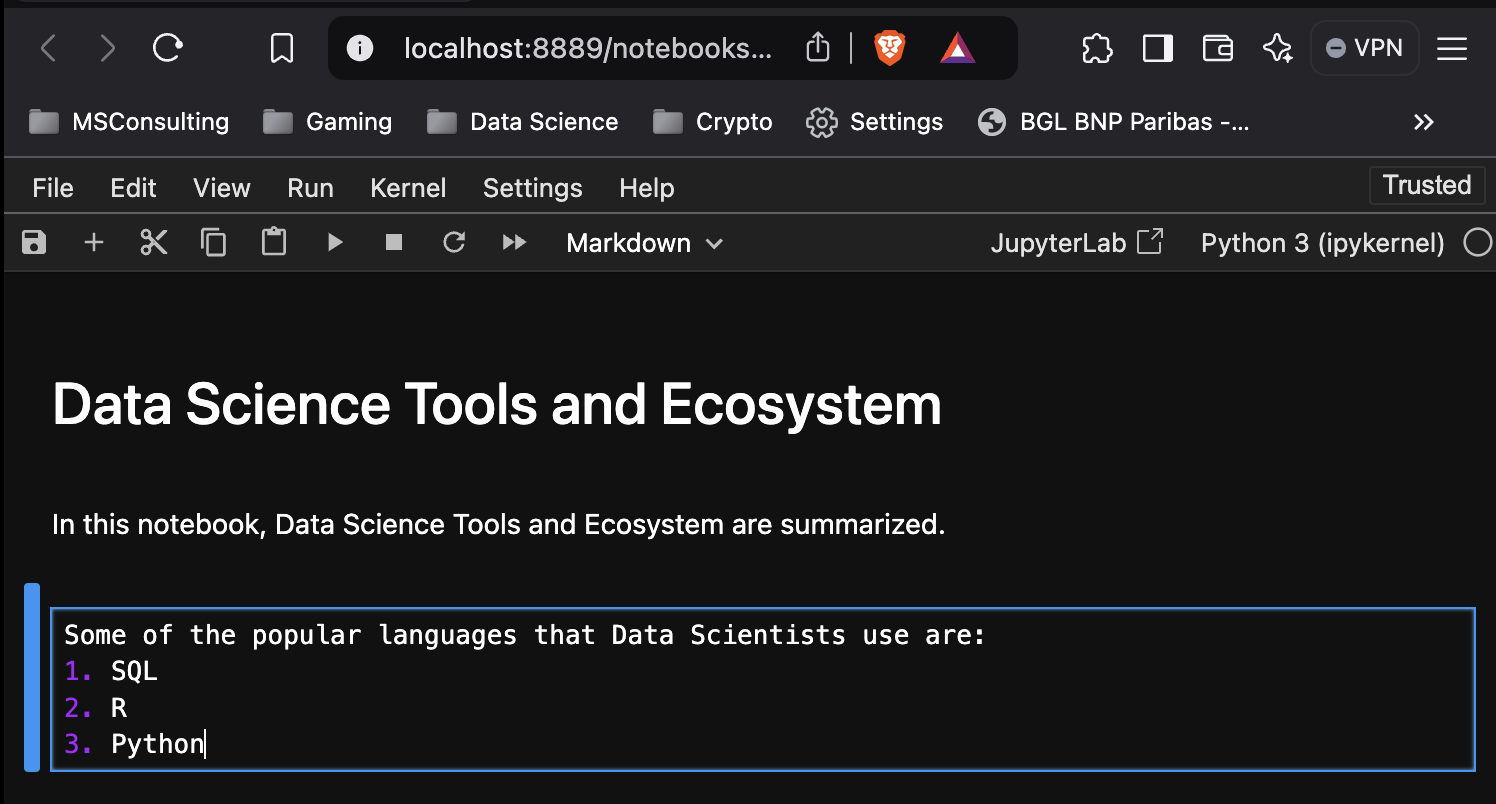 localhost:8889/notebooks...
VPN
MSConsulting Gaming Data Science Crypto Settings BGL BNP Paribas -...
File Edit View Run Kernel Settings Help Trusted
Markdown JupyterLab Python 3 (ipykernel)
Data Science Tools and Ecosystem
In this notebook, Data Science Tools and Ecosystem are summarized.
Some of the popular languages that Data Scientists use are:
1. SQL
2. R
3. Python